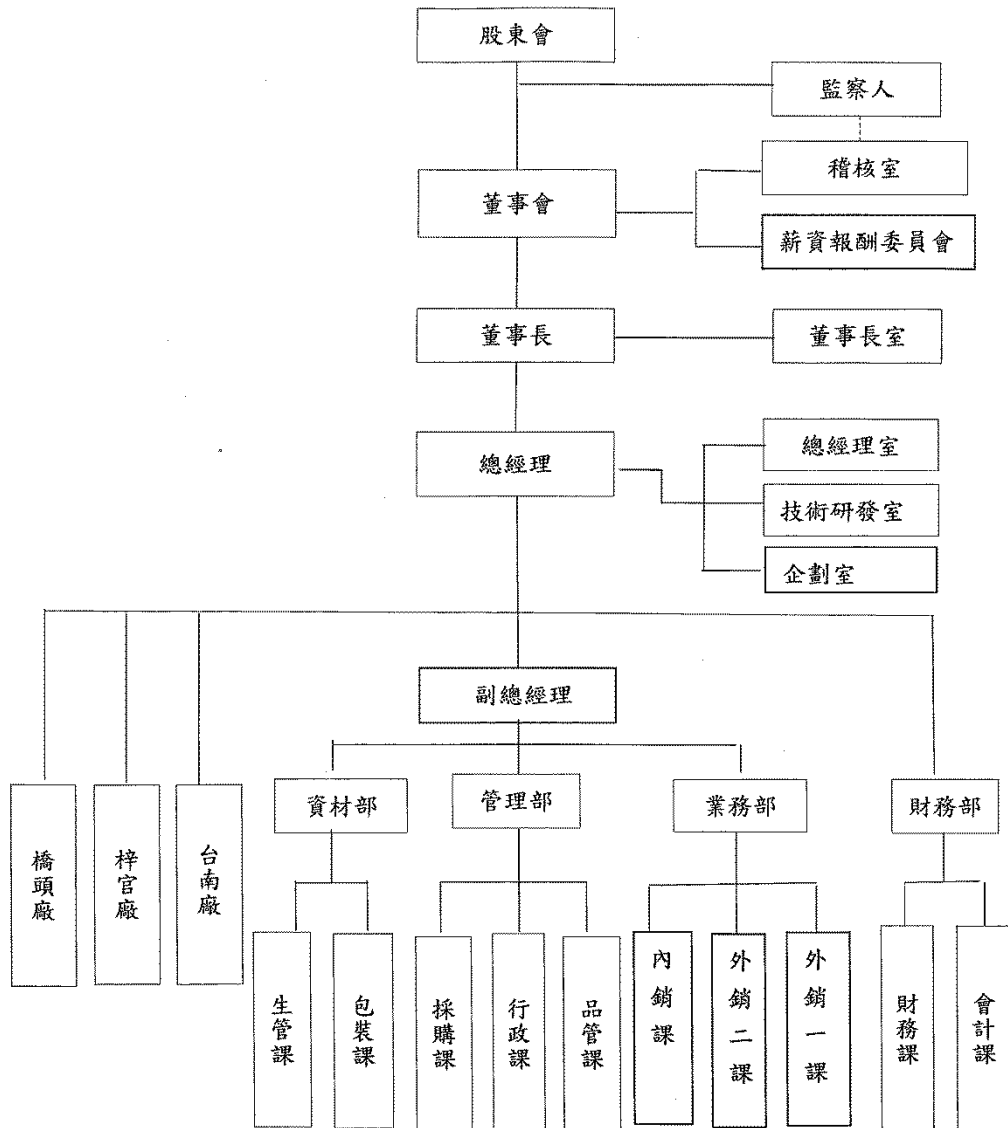 股東會
監察人
稽核室
董事會
薪資報酬委員會
董事長
董事長室
總經理
總經理室
技術研發室
企劃室
副總經理
資材部
管理部
業務部
財務部
橋頭廠
梓官廠
台南廠
生管課
包裝課
採購課
行政課
品管課
內銷課
外銷二課
外銷一課
財務課
會計課